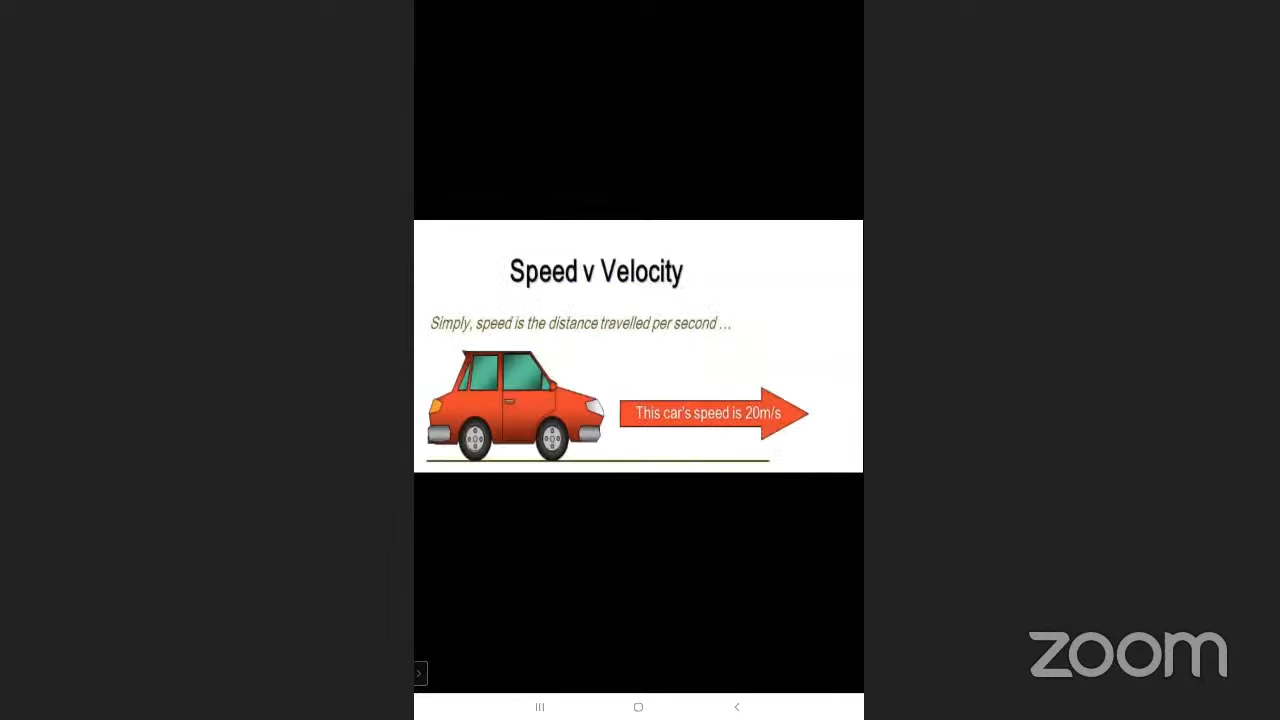 Speed v Velocity
Simply, speed is the distance travelled per second ...
This car's speed is 20m/s
zoom